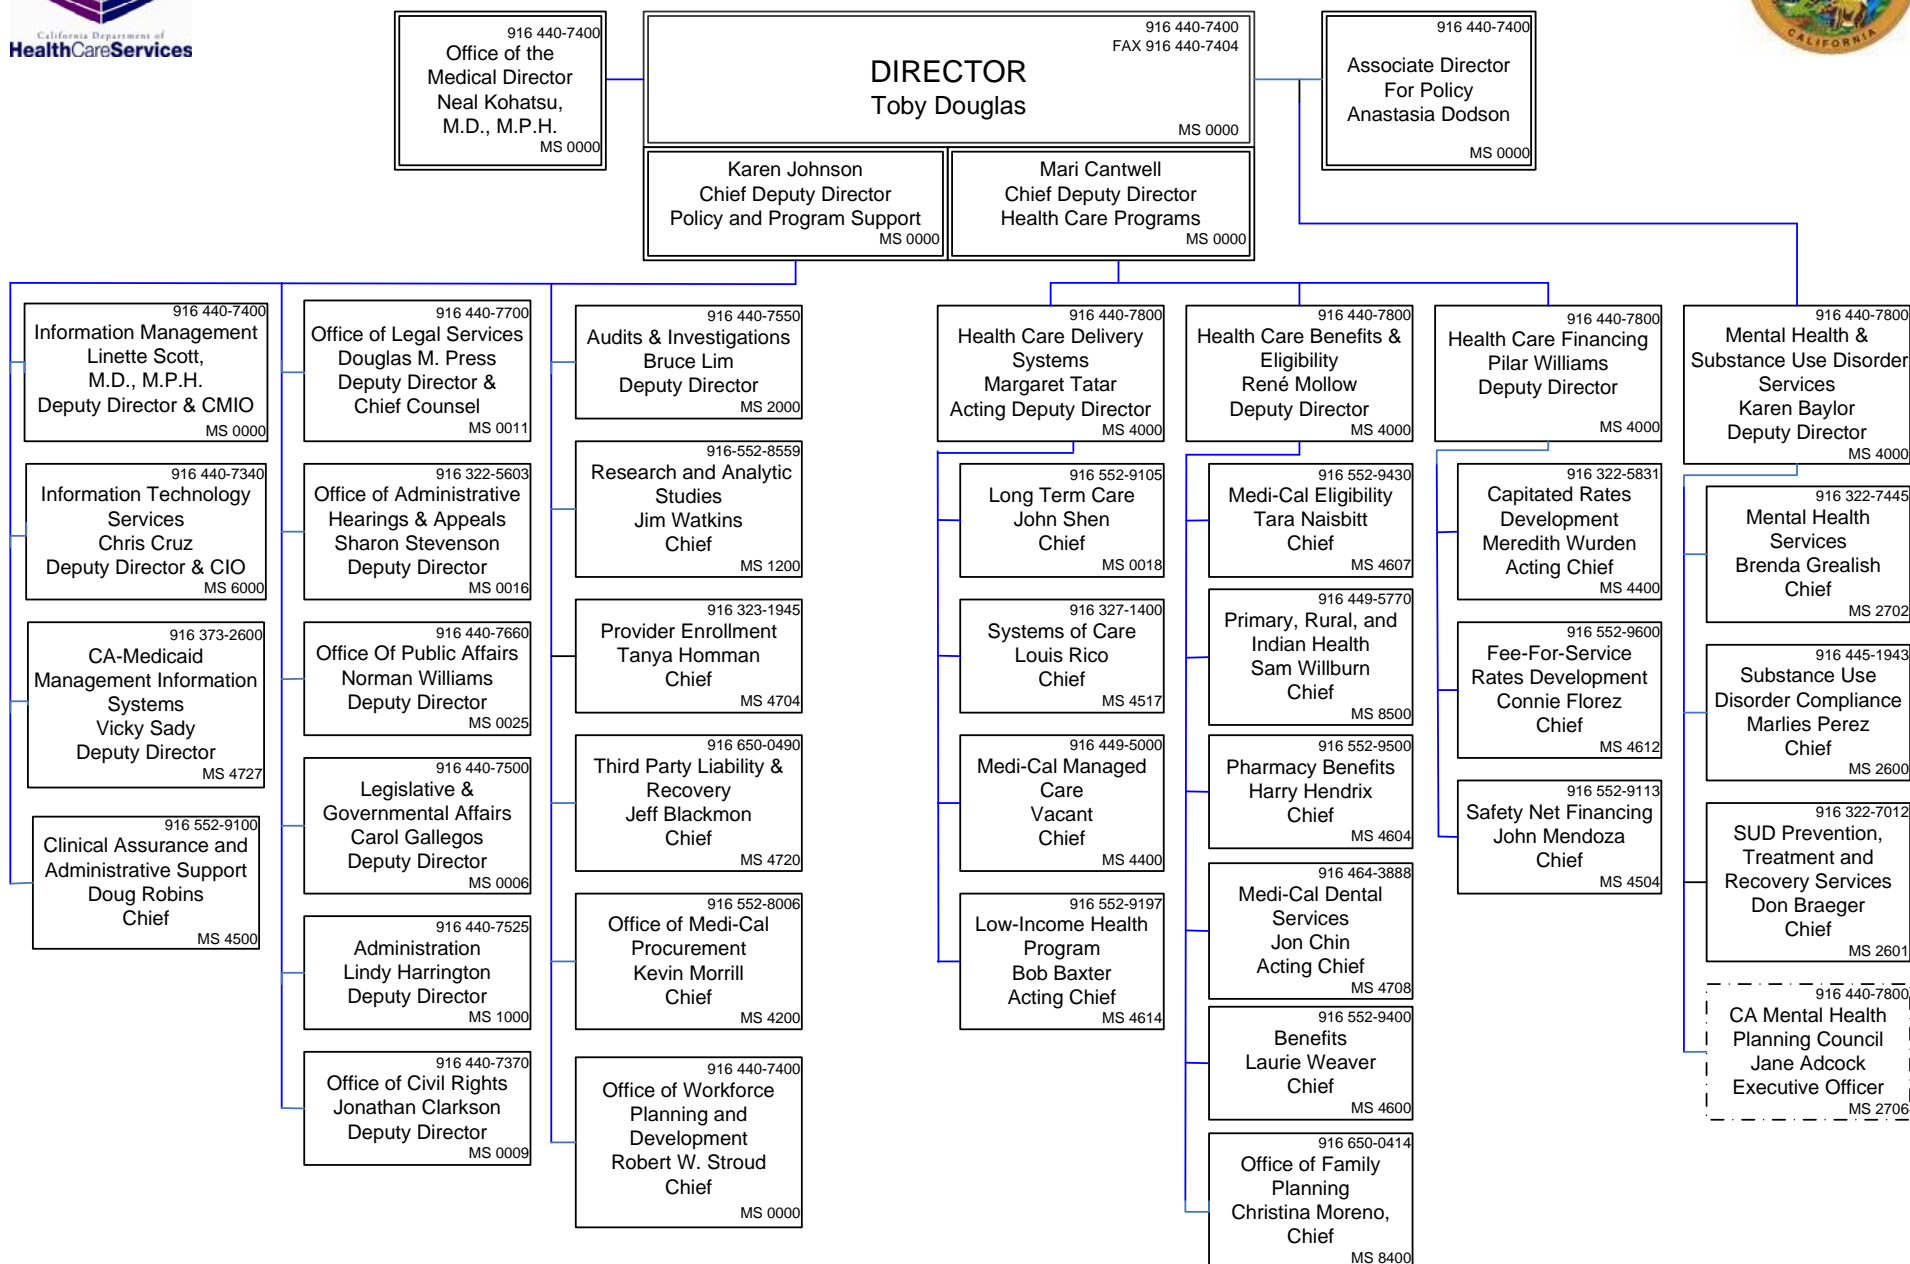 California Department of
HealthCareServices
CALIFORNIA
916 440-7400
Office of the
Medical Director
Neal Kohatsu,
M.D., M.P.H.
MS 0000
916 440-7400
FAX 916 440-7404
DIRECTOR
Toby Douglas
MS 0000
916 440-7400
Associate Director
For Policy
Anastasia Dodson
MS 0000
Karen Johnson
Chief Deputy Director
Policy and Program Support
MS 0000
Mari Cantwell
Chief Deputy Director
Health Care Programs
MS 0000
916 440-7400
Information Management
Linette Scott,
M.D., M.P.H.
Deputy Director & CMIO
MS 0000
916 440-7340
Information Technology
Services
Chris Cruz
Deputy Director & CIO
MS 6000
916 373-2600
CA-Medicaid
Management Information
Systems
Vicky Sady
Deputy Director
MS 4727
916 552-9100
Clinical Assurance and
Administrative Support
Doug Robins
Chief
MS 4500
916 440-7700
Office of Legal Services
Douglas M. Press
Deputy Director &
Chief Counsel
MS 0011
916 322-5603
Office of Administrative
Hearings & Appeals
Sharon Stevenson
Deputy Director
MS 0016
916 440-7660
Office Of Public Affairs
Norman Williams
Deputy Director
MS 0025
916 440-7500
Legislative &
Governmental Affairs
Carol Gallegos
Deputy Director
MS 0006
916 440-7525
Administration
Lindy Harrington
Deputy Director
MS 1000
916 440-7370
Office of Civil Rights
Jonathan Clarkson
Deputy Director
MS 0009
916 440-7550
Audits & Investigations
Bruce Lim
Deputy Director
MS 2000
916-552-8559
Research and Analytic
Studies
Jim Watkins
Chief
MS 1200
916 323-1945
Provider Enrollment
Tanya Homman
Chief
MS 4704
916 650-0490
Third Party Liability &
Recovery
Jeff Blackmon
Chief
MS 4720
916 552-8006
Office of Medi-Cal
Procurement
Kevin Morrill
Chief
MS 4200
916 440-7400
Office of Workforce
Planning and
Development
Robert W. Stroud
Chief
MS 0000
916 440-7800
Health Care Delivery
Systems
Margaret Tatar
Acting Deputy Director
MS 4000
916 552-9105
Long Term Care
John Shen
Chief
MS 0018
916 327-1400
Systems of Care
Louis Rico
Chief
MS 4517
916 449-5000
Medi-Cal Managed
Care
Vacant
Chief
MS 4400
916 552-9197
Low-Income Health
Program
Bob Baxter
Acting Chief
MS 4614
916 440-7800
Health Care Benefits &
Eligibility
René Mollow
Deputy Director
MS 4000
916 552-9430
Medi-Cal Eligibility
Tara Naisbitt
Chief
MS 4607
916 449-5770
Primary, Rural, and
Indian Health
Sam Willburn
Chief
MS 8500
916 552-9500
Pharmacy Benefits
Harry Hendrix
Chief
MS 4604
916 464-3888
Medi-Cal Dental
Services
Jon Chin
Acting Chief
MS 4708
916 552-9400
Benefits
Laurie Weaver
Chief
MS 4600
916 650-0414
Office of Family
Planning
Christina Moreno,
Chief
MS 8400
916 440-7800
Health Care Financing
Pilar Williams
Deputy Director
MS 4000
916 322-5831
Capitated Rates
Development
Meredith Wurden
Acting Chief
MS 4400
916 552-9600
Fee-For-Service
Rates Development
Connie Florez
Chief
MS 4612
916 552-9113
Safety Net Financing
John Mendoza
Chief
MS 4504
916 440-7800
Mental Health &
Substance Use Disorder
Services
Karen Baylor
Deputy Director
MS 4000
916 322-7445
Mental Health
Services
Brenda Grealish
Chief
MS 2702
916 445-1943
Substance Use
Disorder Compliance
Marlies Perez
Chief
MS 2600
916 322-7012
SUD Prevention,
Treatment and
Recovery Services
Don Braeger
Chief
MS 2601
916 440-7800
CA Mental Health
Planning Council
Jane Adcock
Executive Officer
MS 2706